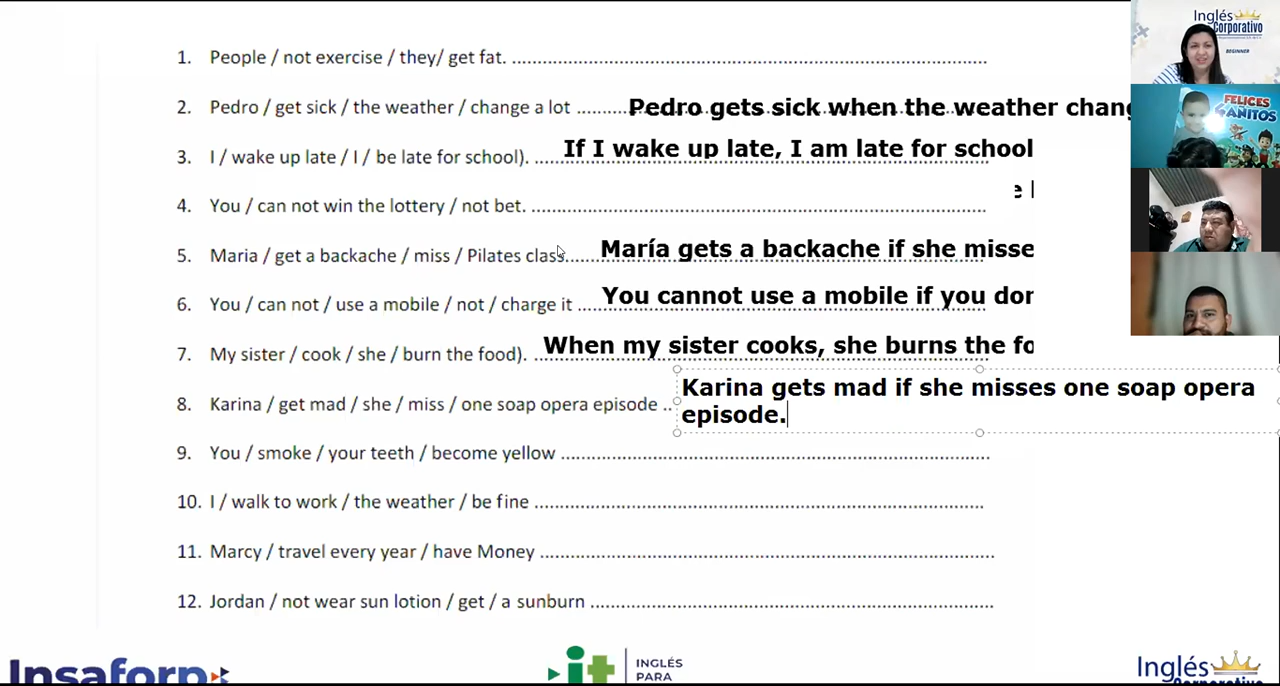 1. People / not exercise / they/ get fat. ..........
2. Pedro / get sick / the weather / change a lot .......... Pedro gets sick when the weather chang
3. I / wake up late / I / be late for school). .......... If I wake up late, I am late for school
4. You / can not win the lottery / not bet. ..........
5. Maria / get a backache / miss / Pilates class.......... María gets a backache if she misse
6. You / can not / use a mobile / not / charge it .......... You cannot use a mobile if you don
7. My sister / cook / she / burn the food). .......... When my sister cooks, she burns the fo
8. Karina / get mad / she / miss / one soap opera episode .. Karina gets mad if she misses one soap opera
episode.
9. You / smoke / your teeth / become yellow ..........
10. I / walk to work / the weather / be fine ..........
11. Marcy / travel every year / have Money ..........
12. Jordan / not wear sun lotion / get / a sunburn ..........
Insaforp
it INGLÉS
PARA
Inglés
Corporativo
Inglés
Corporativo
BEGINNER
FELICES
4 AÑITOS